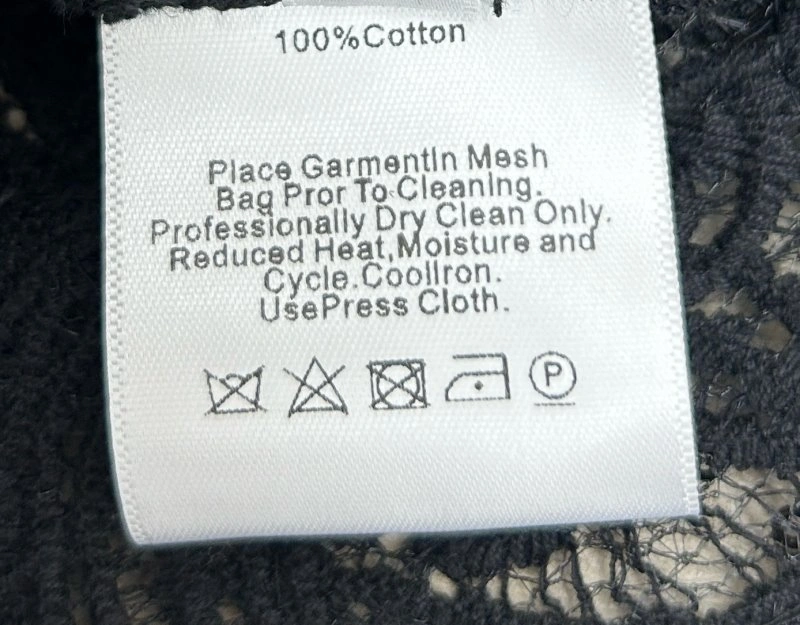 100%Cotton
Place GarmentIn Mesh
Bag Pror To Cleaning.
Professionally Dry Clean Only.
Reduced Heat,Moisture and
Cycle.CoolIron.
UsePress Cloth.
P